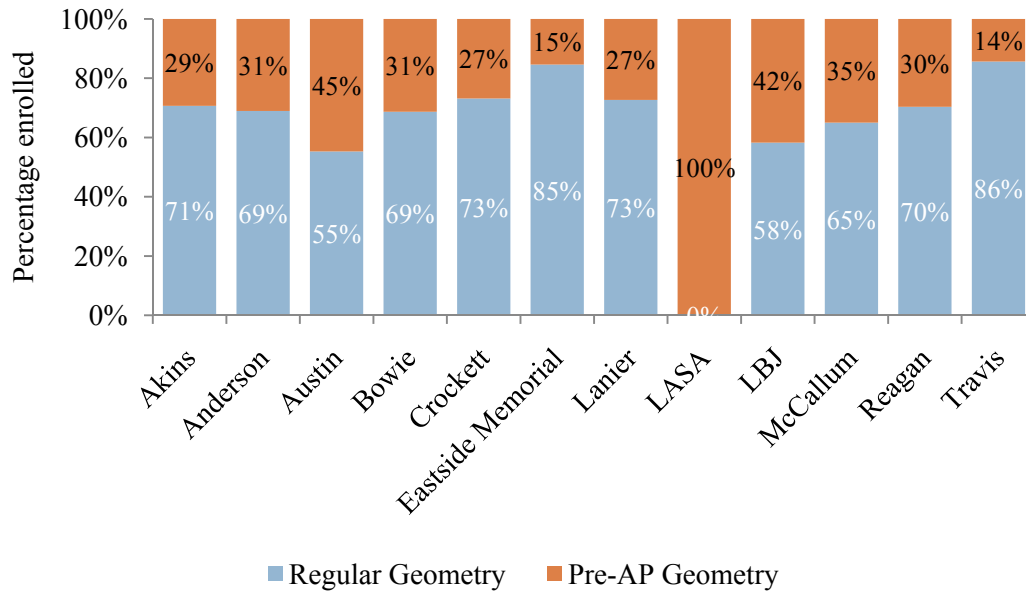 100%
80%
60%
40%
20%
0%
Percentage enrolled
29% 31% 45% 31% 27% 15% 27% 100% 42% 35% 30% 14%
71% 69% 55% 69% 73% 85% 73% 0% 58% 65% 70% 86%
Akins
Anderson
Austin
Bowie
Crockett
Eastside Memorial
Lanier
LASA
LBJ
McCallum
Reagan
Travis
Regular Geometry Pre-AP Geometry